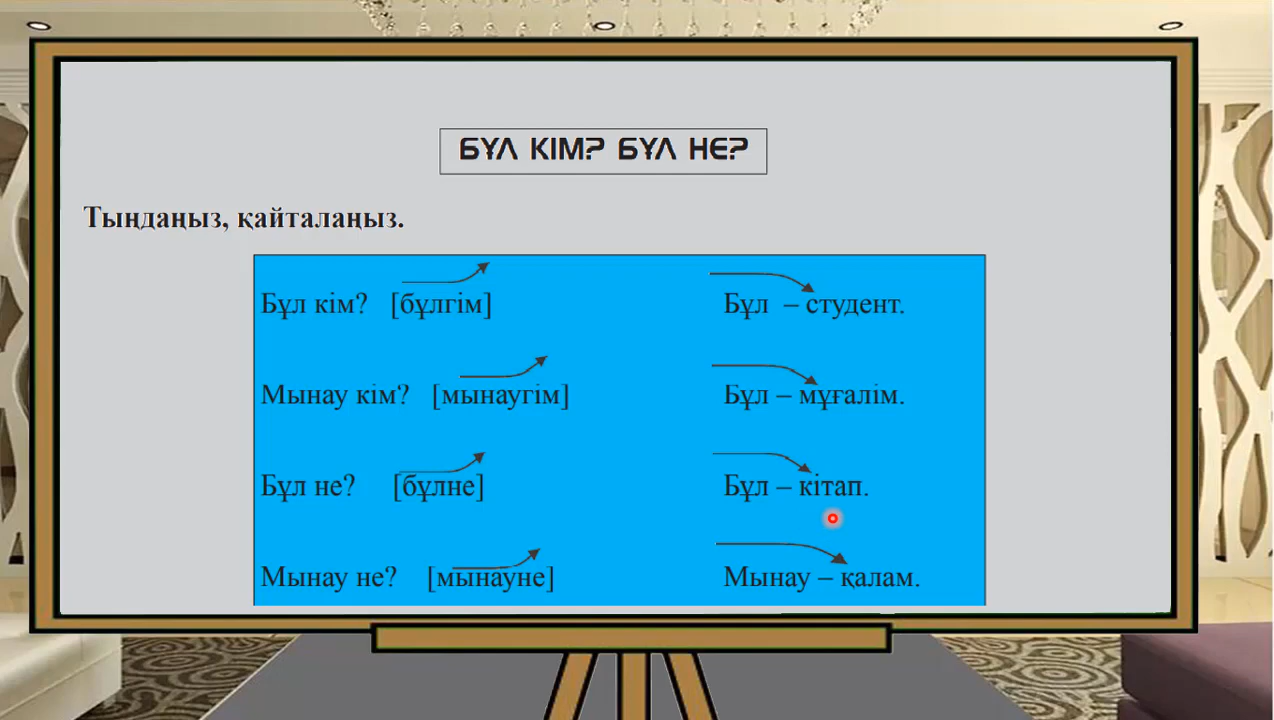 БҰЛ КІМ? БҰЛ НЕ?
Тыңдаңыз, қайталаңыз.
Бұл кім? [бұлгім] Бұл – студент.
Мынау кім? [мынаугім] Бұл – мұғалім.
Бұл не? [бұлне] Бұл – кітап.
Мынау не? [мынауне] Мынау – қалам.